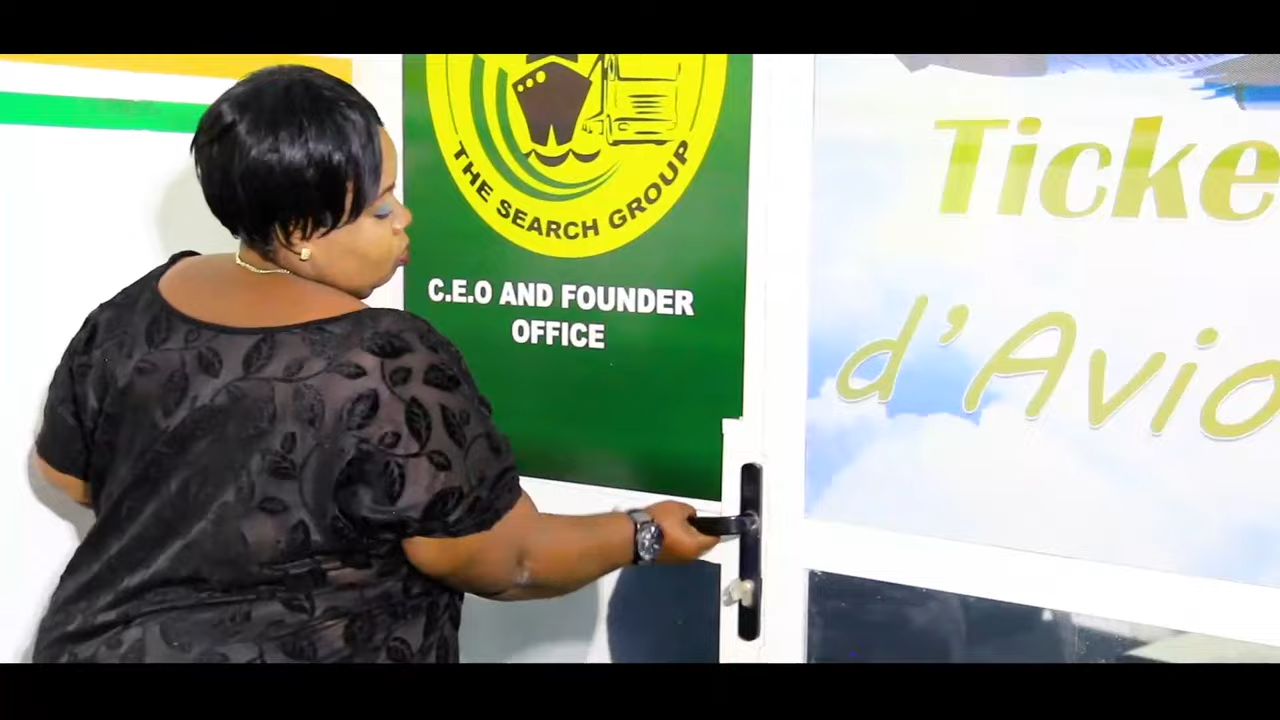 THE SEARCH GROUP
C.E.O AND FOUNDER
OFFICE
Ticke
d'Avio